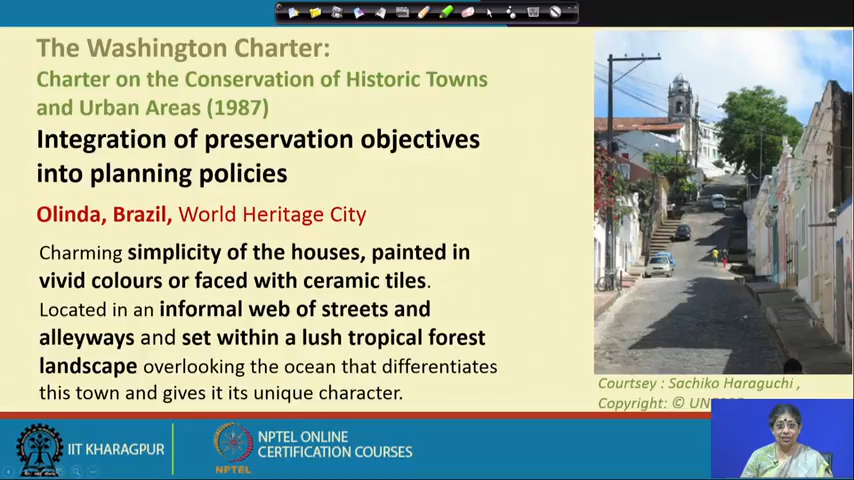 The Washington Charter:
Charter on the Conservation of Historic Towns
and Urban Areas (1987)
Integration of preservation objectives
into planning policies
Olinda, Brazil, World Heritage City
Charming simplicity of the houses, painted in
vivid colours or faced with ceramic tiles.
Located in an informal web of streets and
alleyways and set within a lush tropical forest
landscape overlooking the ocean that differentiates
this town and gives it its unique character.
Courtsey : Sachiko Haraguchi ,
Copyright: ©
IIT KHARAGPUR
NPTEL
NPTEL ONLINE
CERTIFICATION COURSES